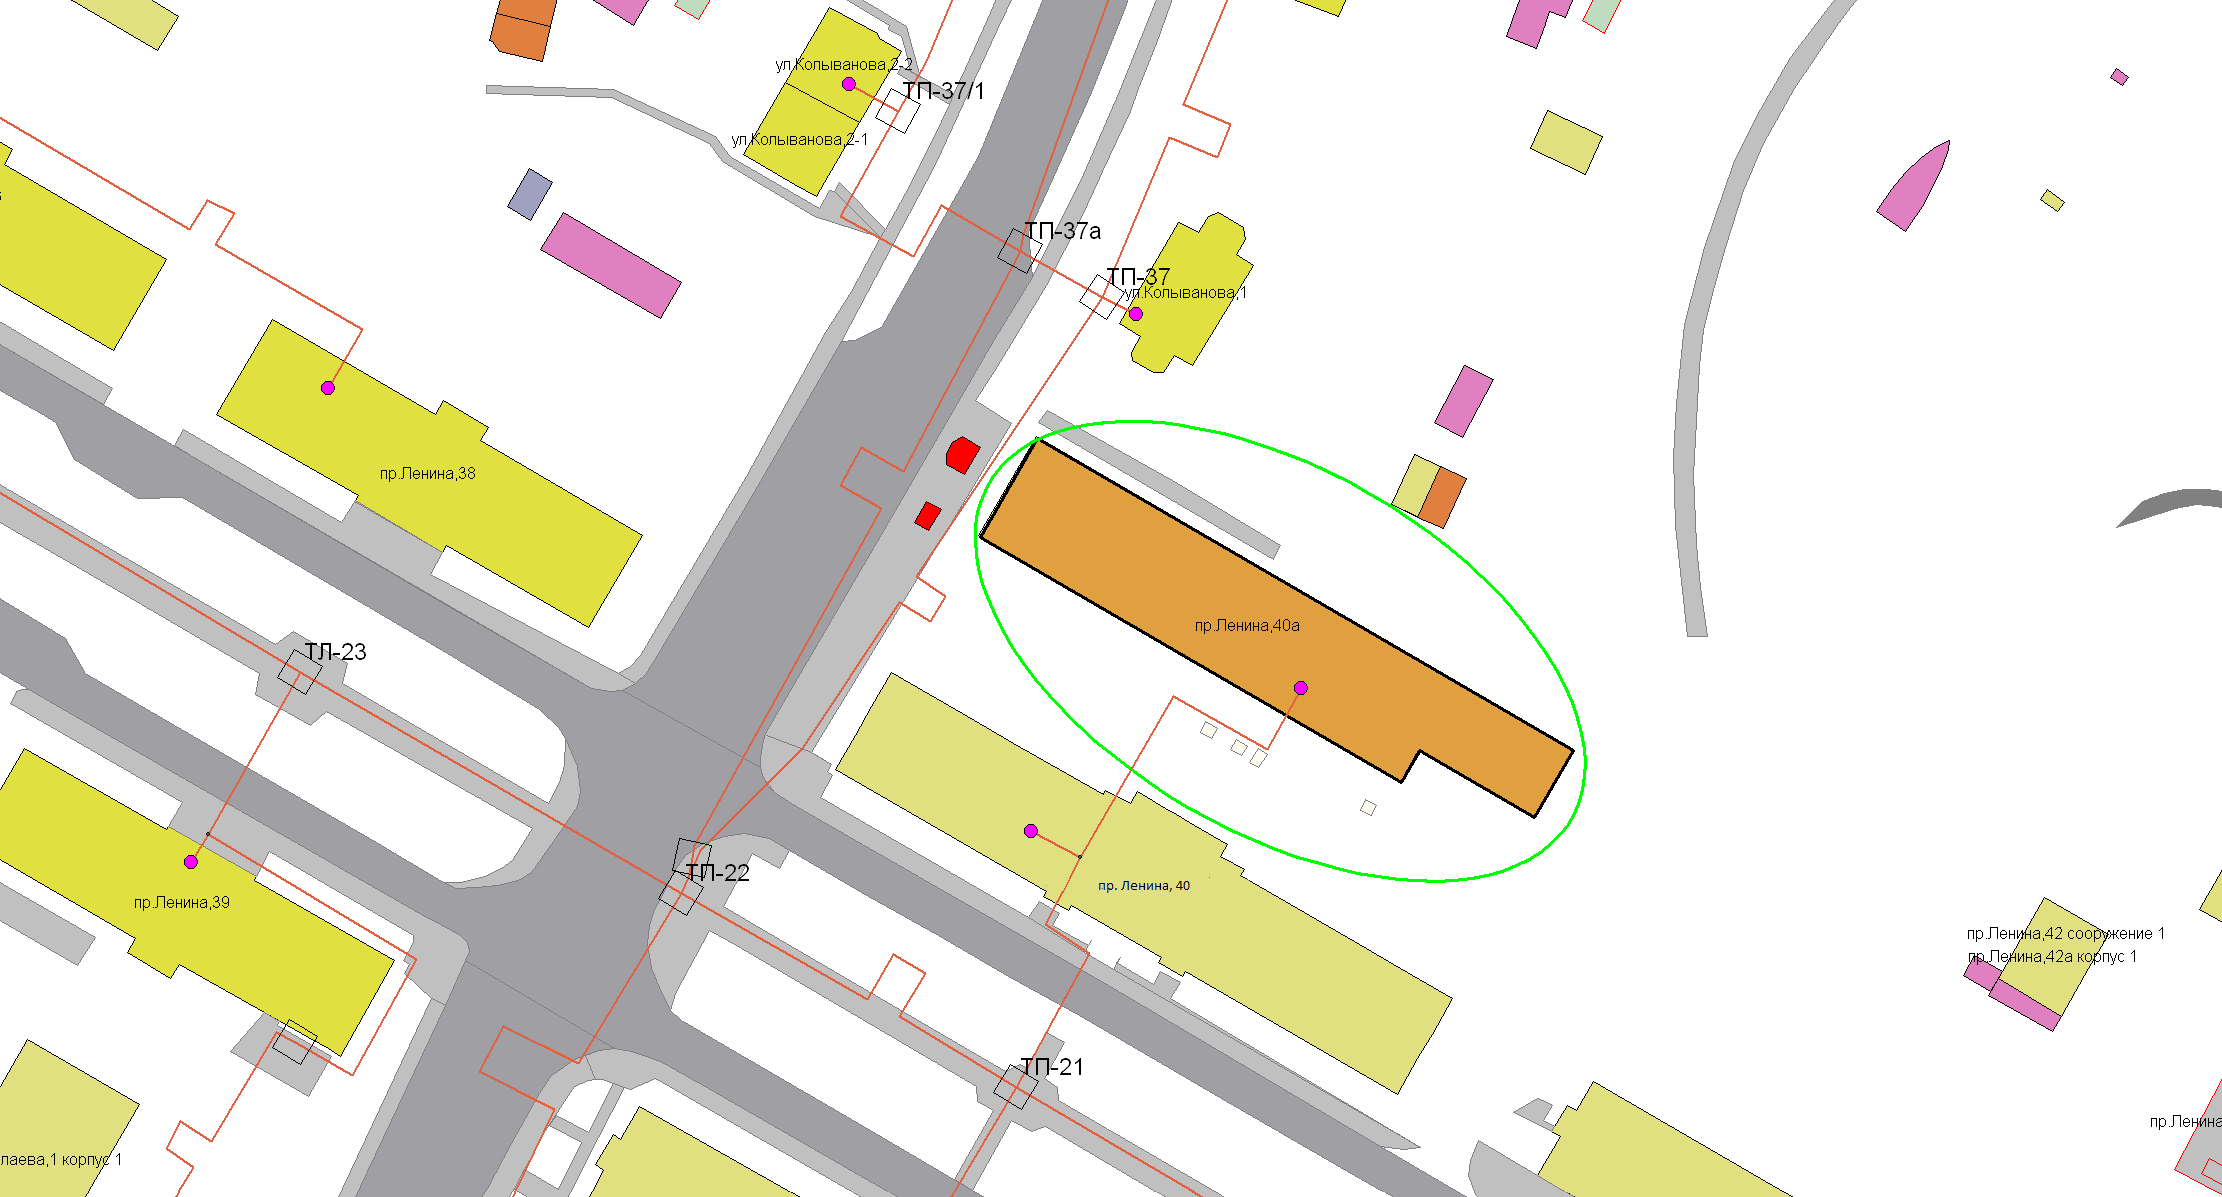 ул.Колыванова,2-2
ТП-37/1
ул.Колыванова,2-1
ТП-37а
ТП-37
ул.Колыванова,1
пр.Ленина,38
пр.Ленина,40а
ТЛ-23
ТЛ-22
пр. Ленина, 40
пр.Ленина,39
пр.Ленина,42 сооружение 1
пр.Ленина,42а корпус 1
ТП-21
пр.Ленина
лаева,1 корпус 1